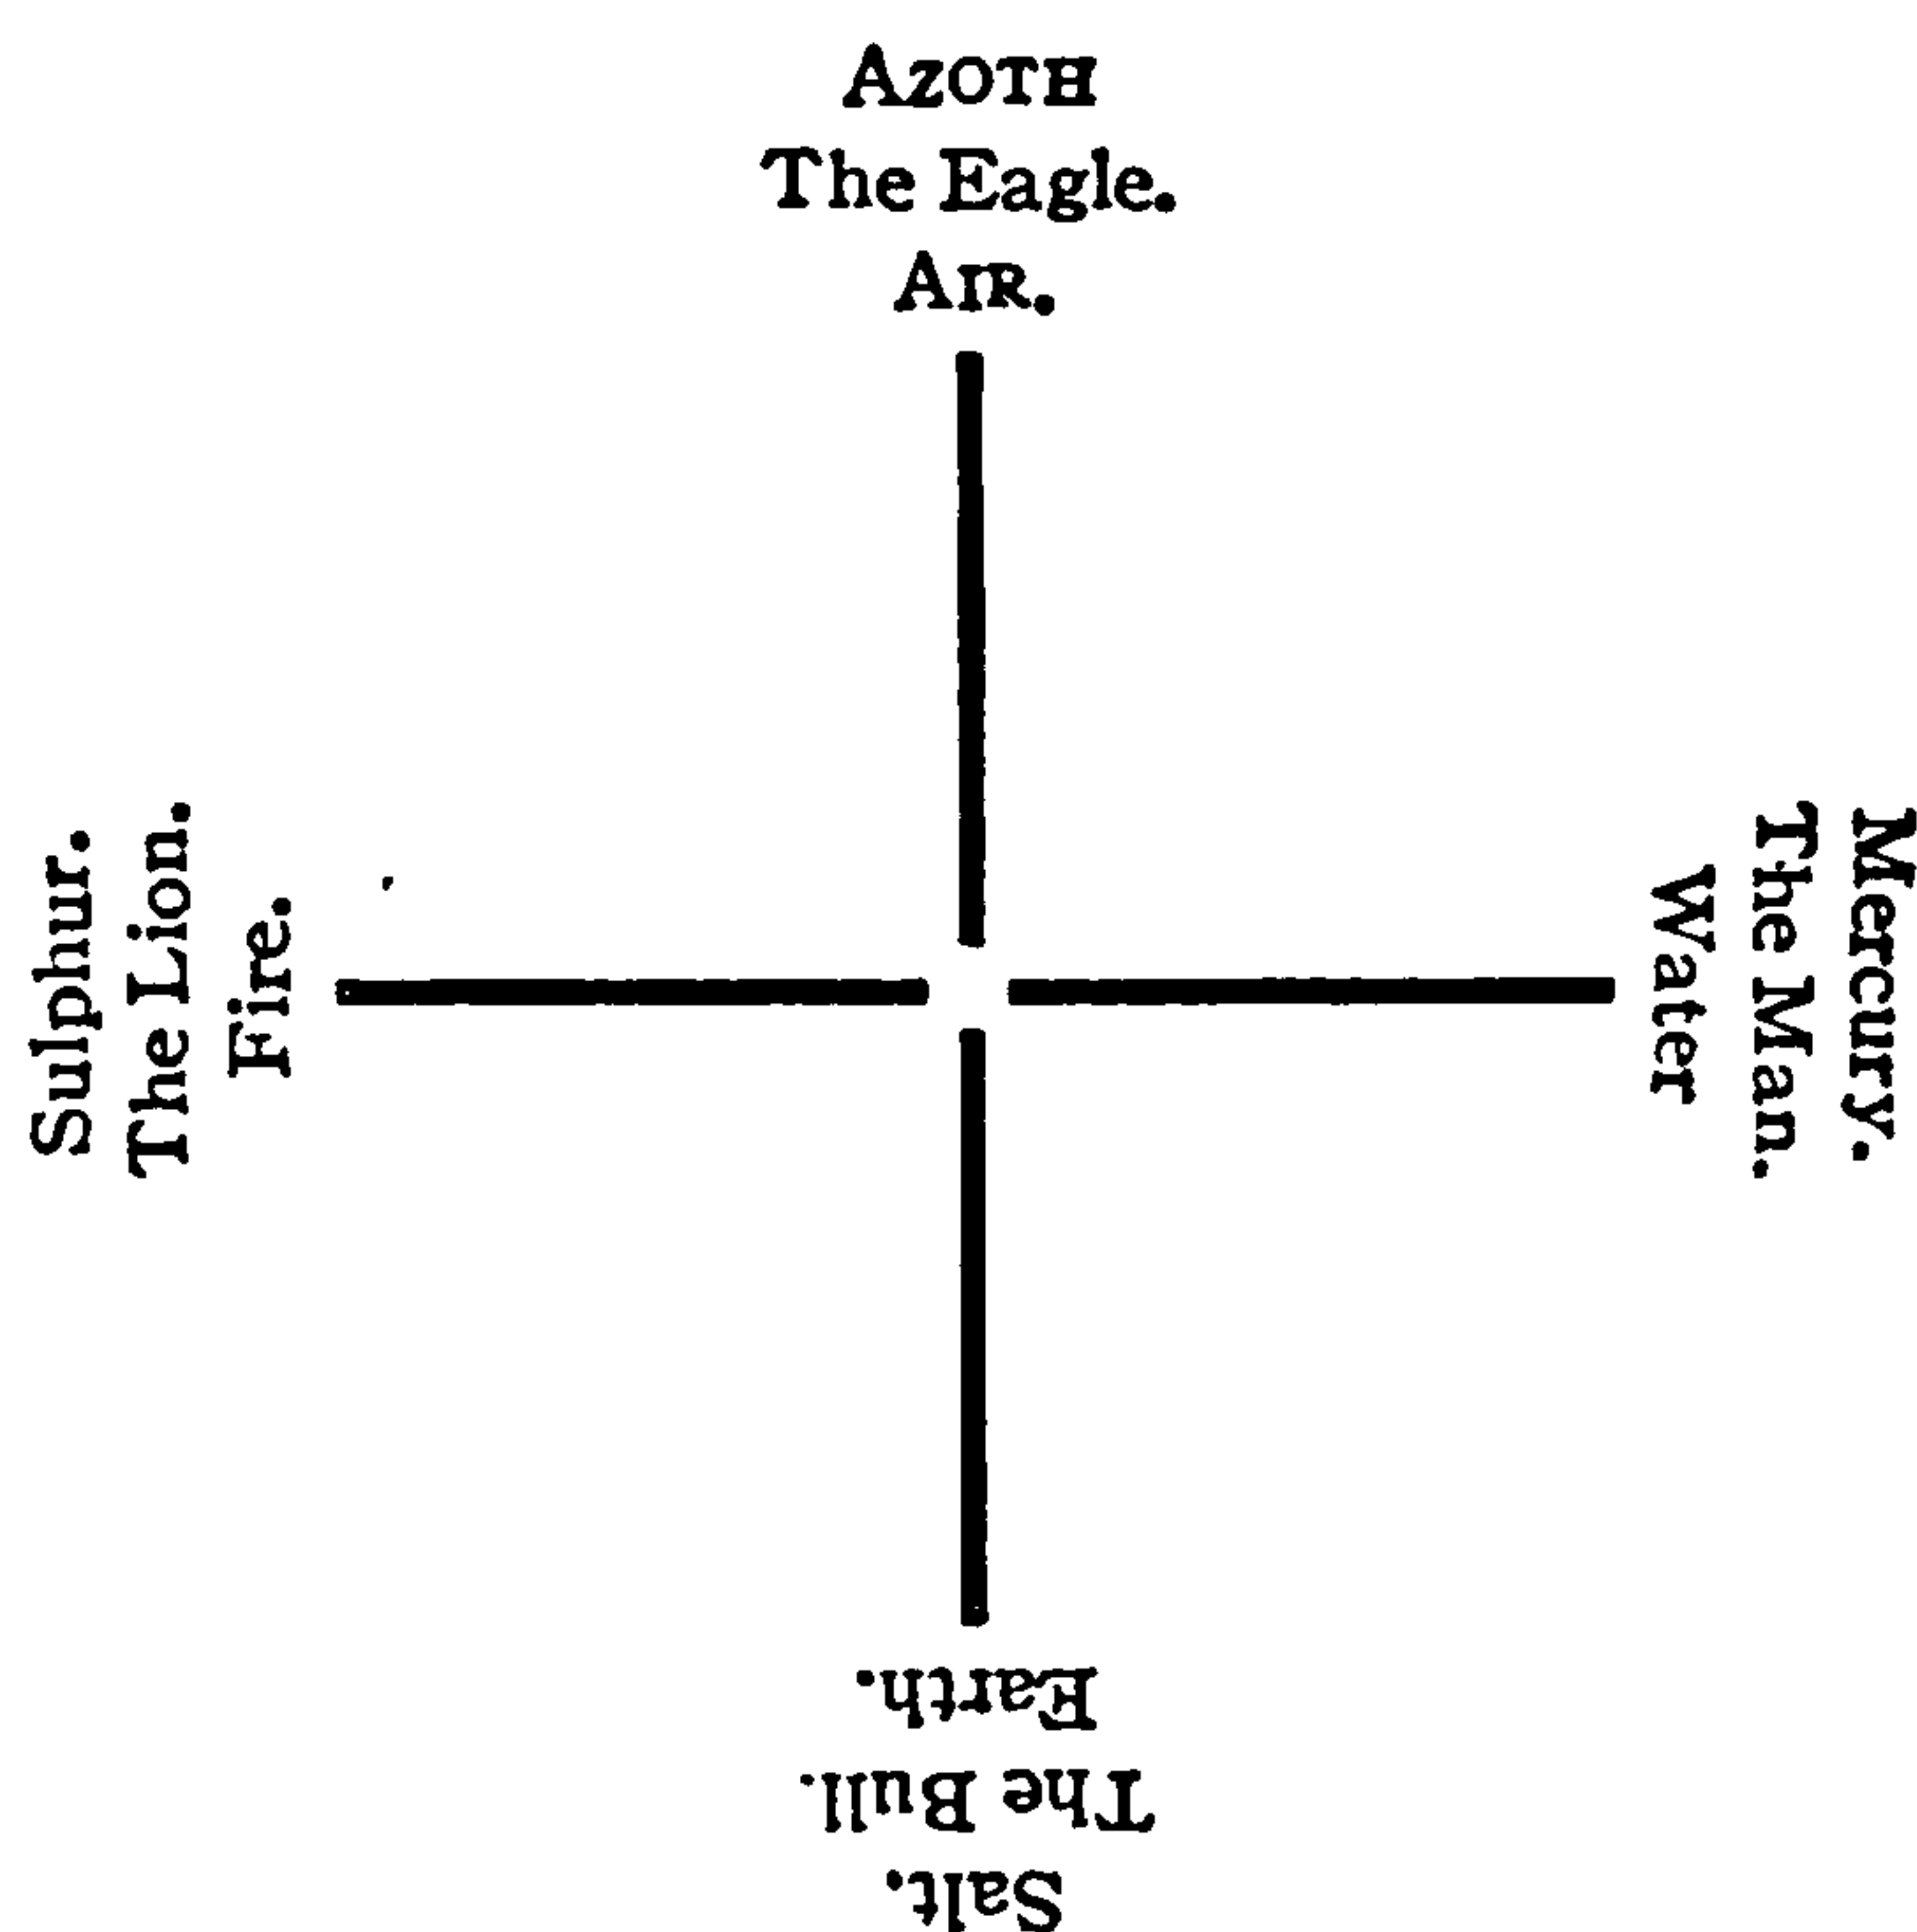 AZOTH
The Eagle.
AIR.
Sulphur.
The Lion.
Fire.
Mercury.
The Man.
Water
Earth.
The Bull.
Salt.